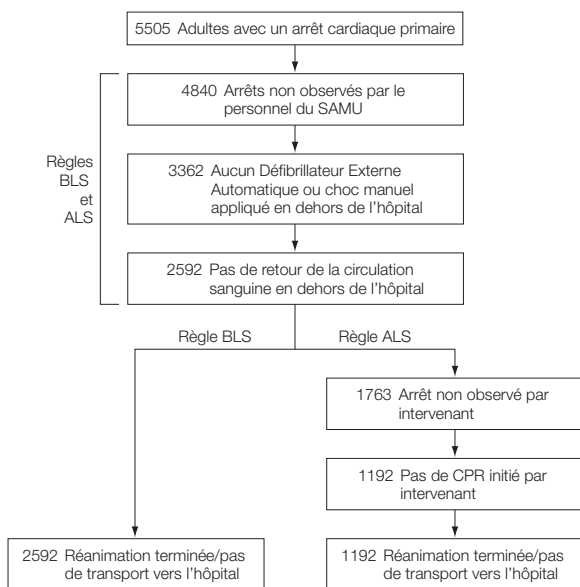 5505 Adultes avec un arrêt cardiaque primaire
4840 Arrêts non observés par le
personnel du SAMU
Règles
BLS
et
ALS
3362 Aucun Défibrillateur Externe
Automatique ou choc manuel
appliqué en dehors de l'hôpital
2592 Pas de retour de la circulation
sanguine en dehors de l'hôpital
Règle BLS
Règle ALS
1763 Arrêt non observé par
intervenant
1192 Pas de CPR initié par
intervenant
2592 Réanimation terminée/pas
de transport vers l'hôpital
1192 Réanimation terminée/pas
de transport vers l'hôpital